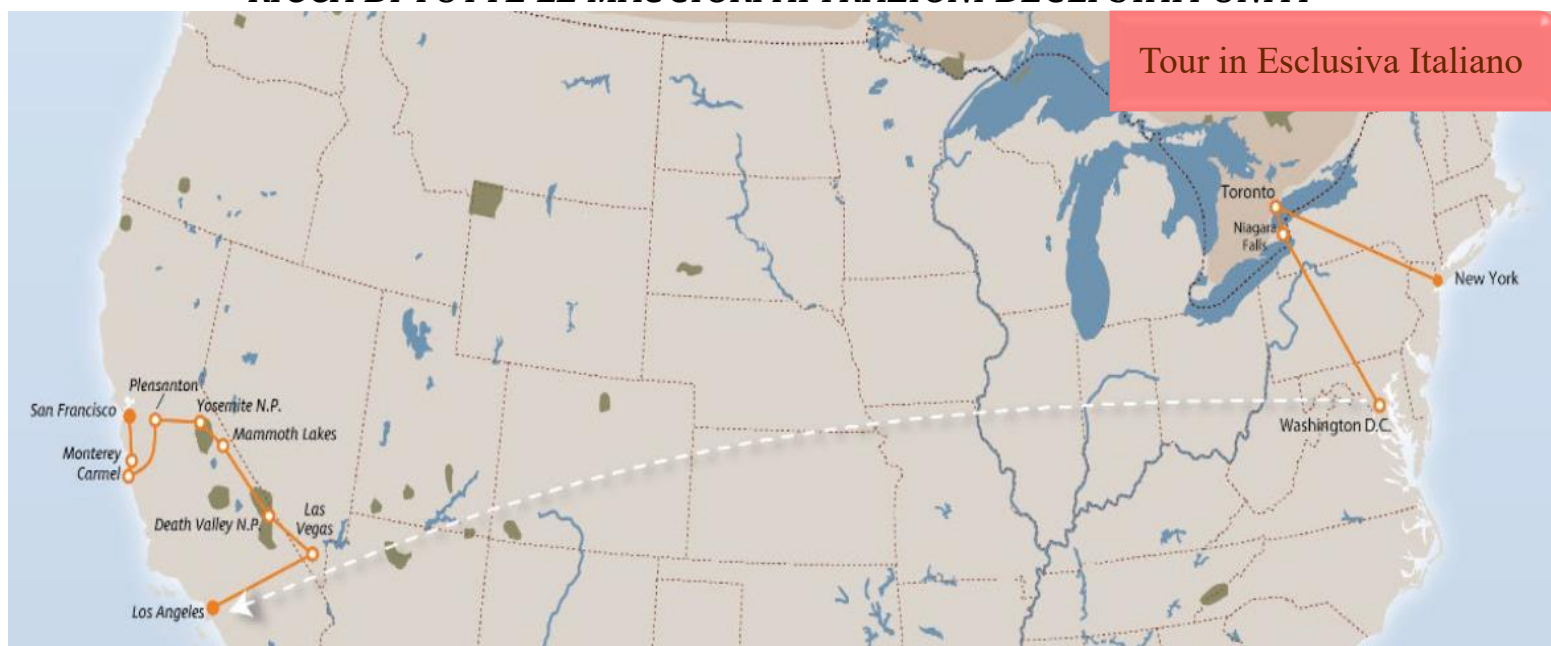 Tour in Esclusiva Italiano
Toronto
Niagara
Falls
New York
Pleasanton
San Francisco
Yosemite N.P.
Mammoth Lakes
Washington D.C.
Monterey
Carmel
Las
Vegas
Death Valley N.P.
Los Angeles